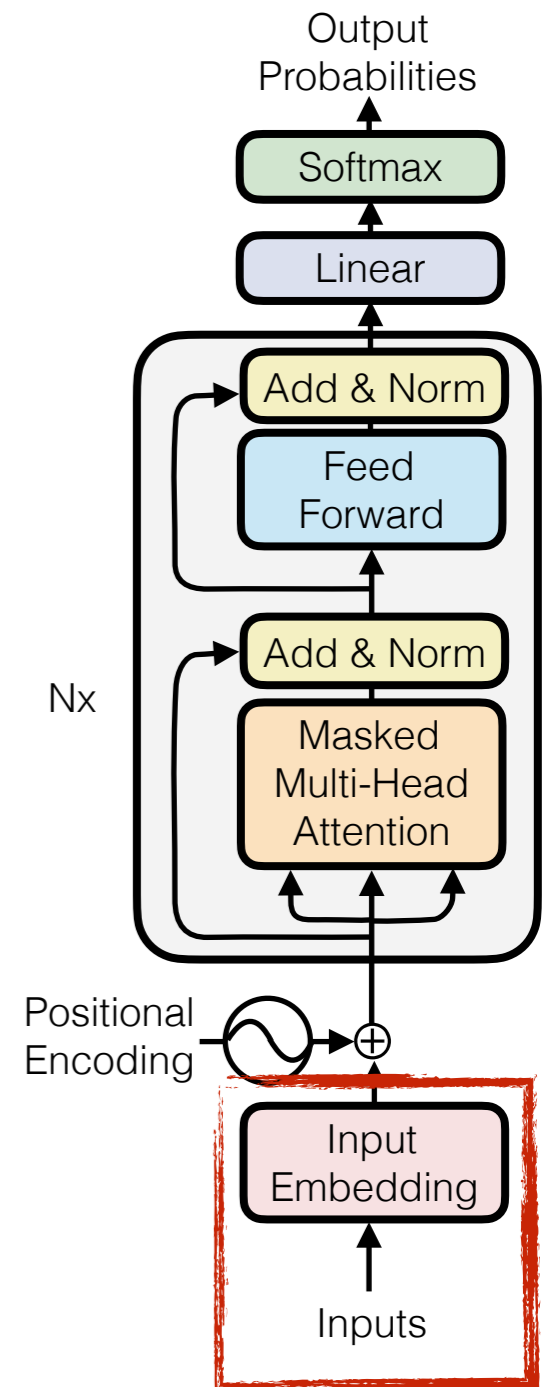 Output
Probabilities
Softmax
Linear
Add & Norm
Feed
Forward
Add & Norm
Nx
Masked
Multi-Head
Attention
Positional
Encoding
Input
Embedding
Inputs